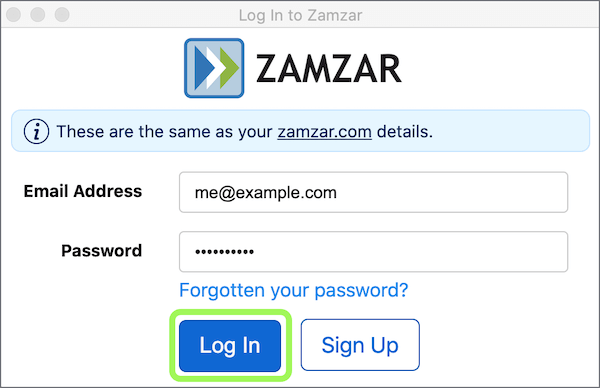 Log In to Zamzar
ZAMZAR
i These are the same as your zamzar.com details.
Email Address me@example.com
Password ••••••••••
Forgotten your password?
Log In Sign Up